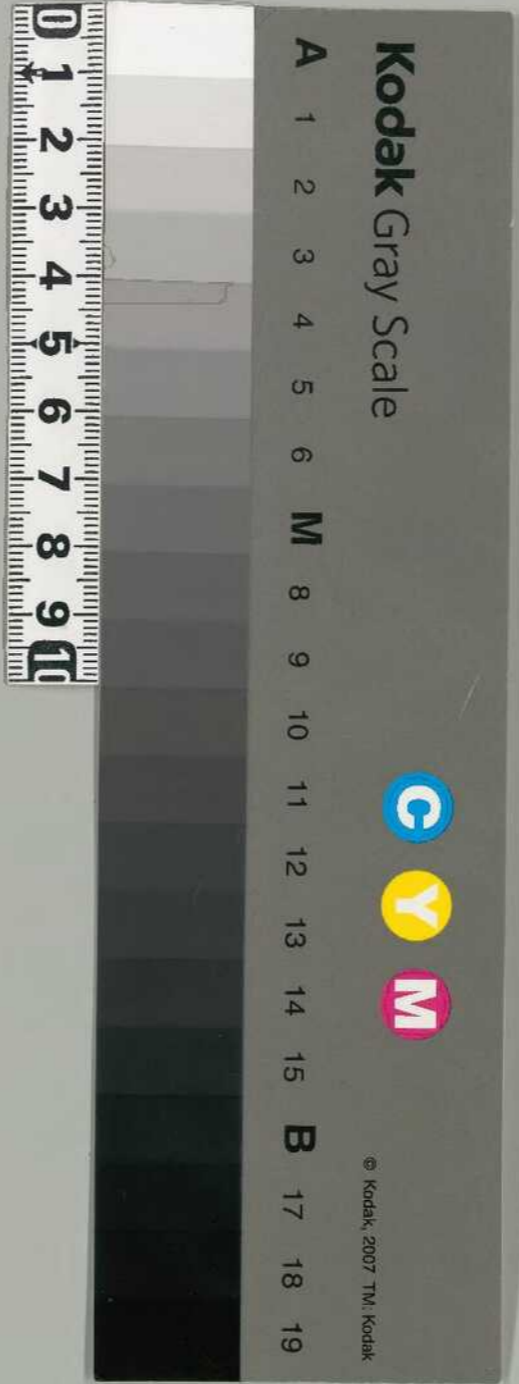 Kodak Gray Scale
C Y M
© Kodak, 2007 TM: Kodak
A 1 2 3 4 5 6 M 8 9 10 11 12 13 14 15 B 17 18 19
0 1 2 3 4 5 6 7 8 9 10